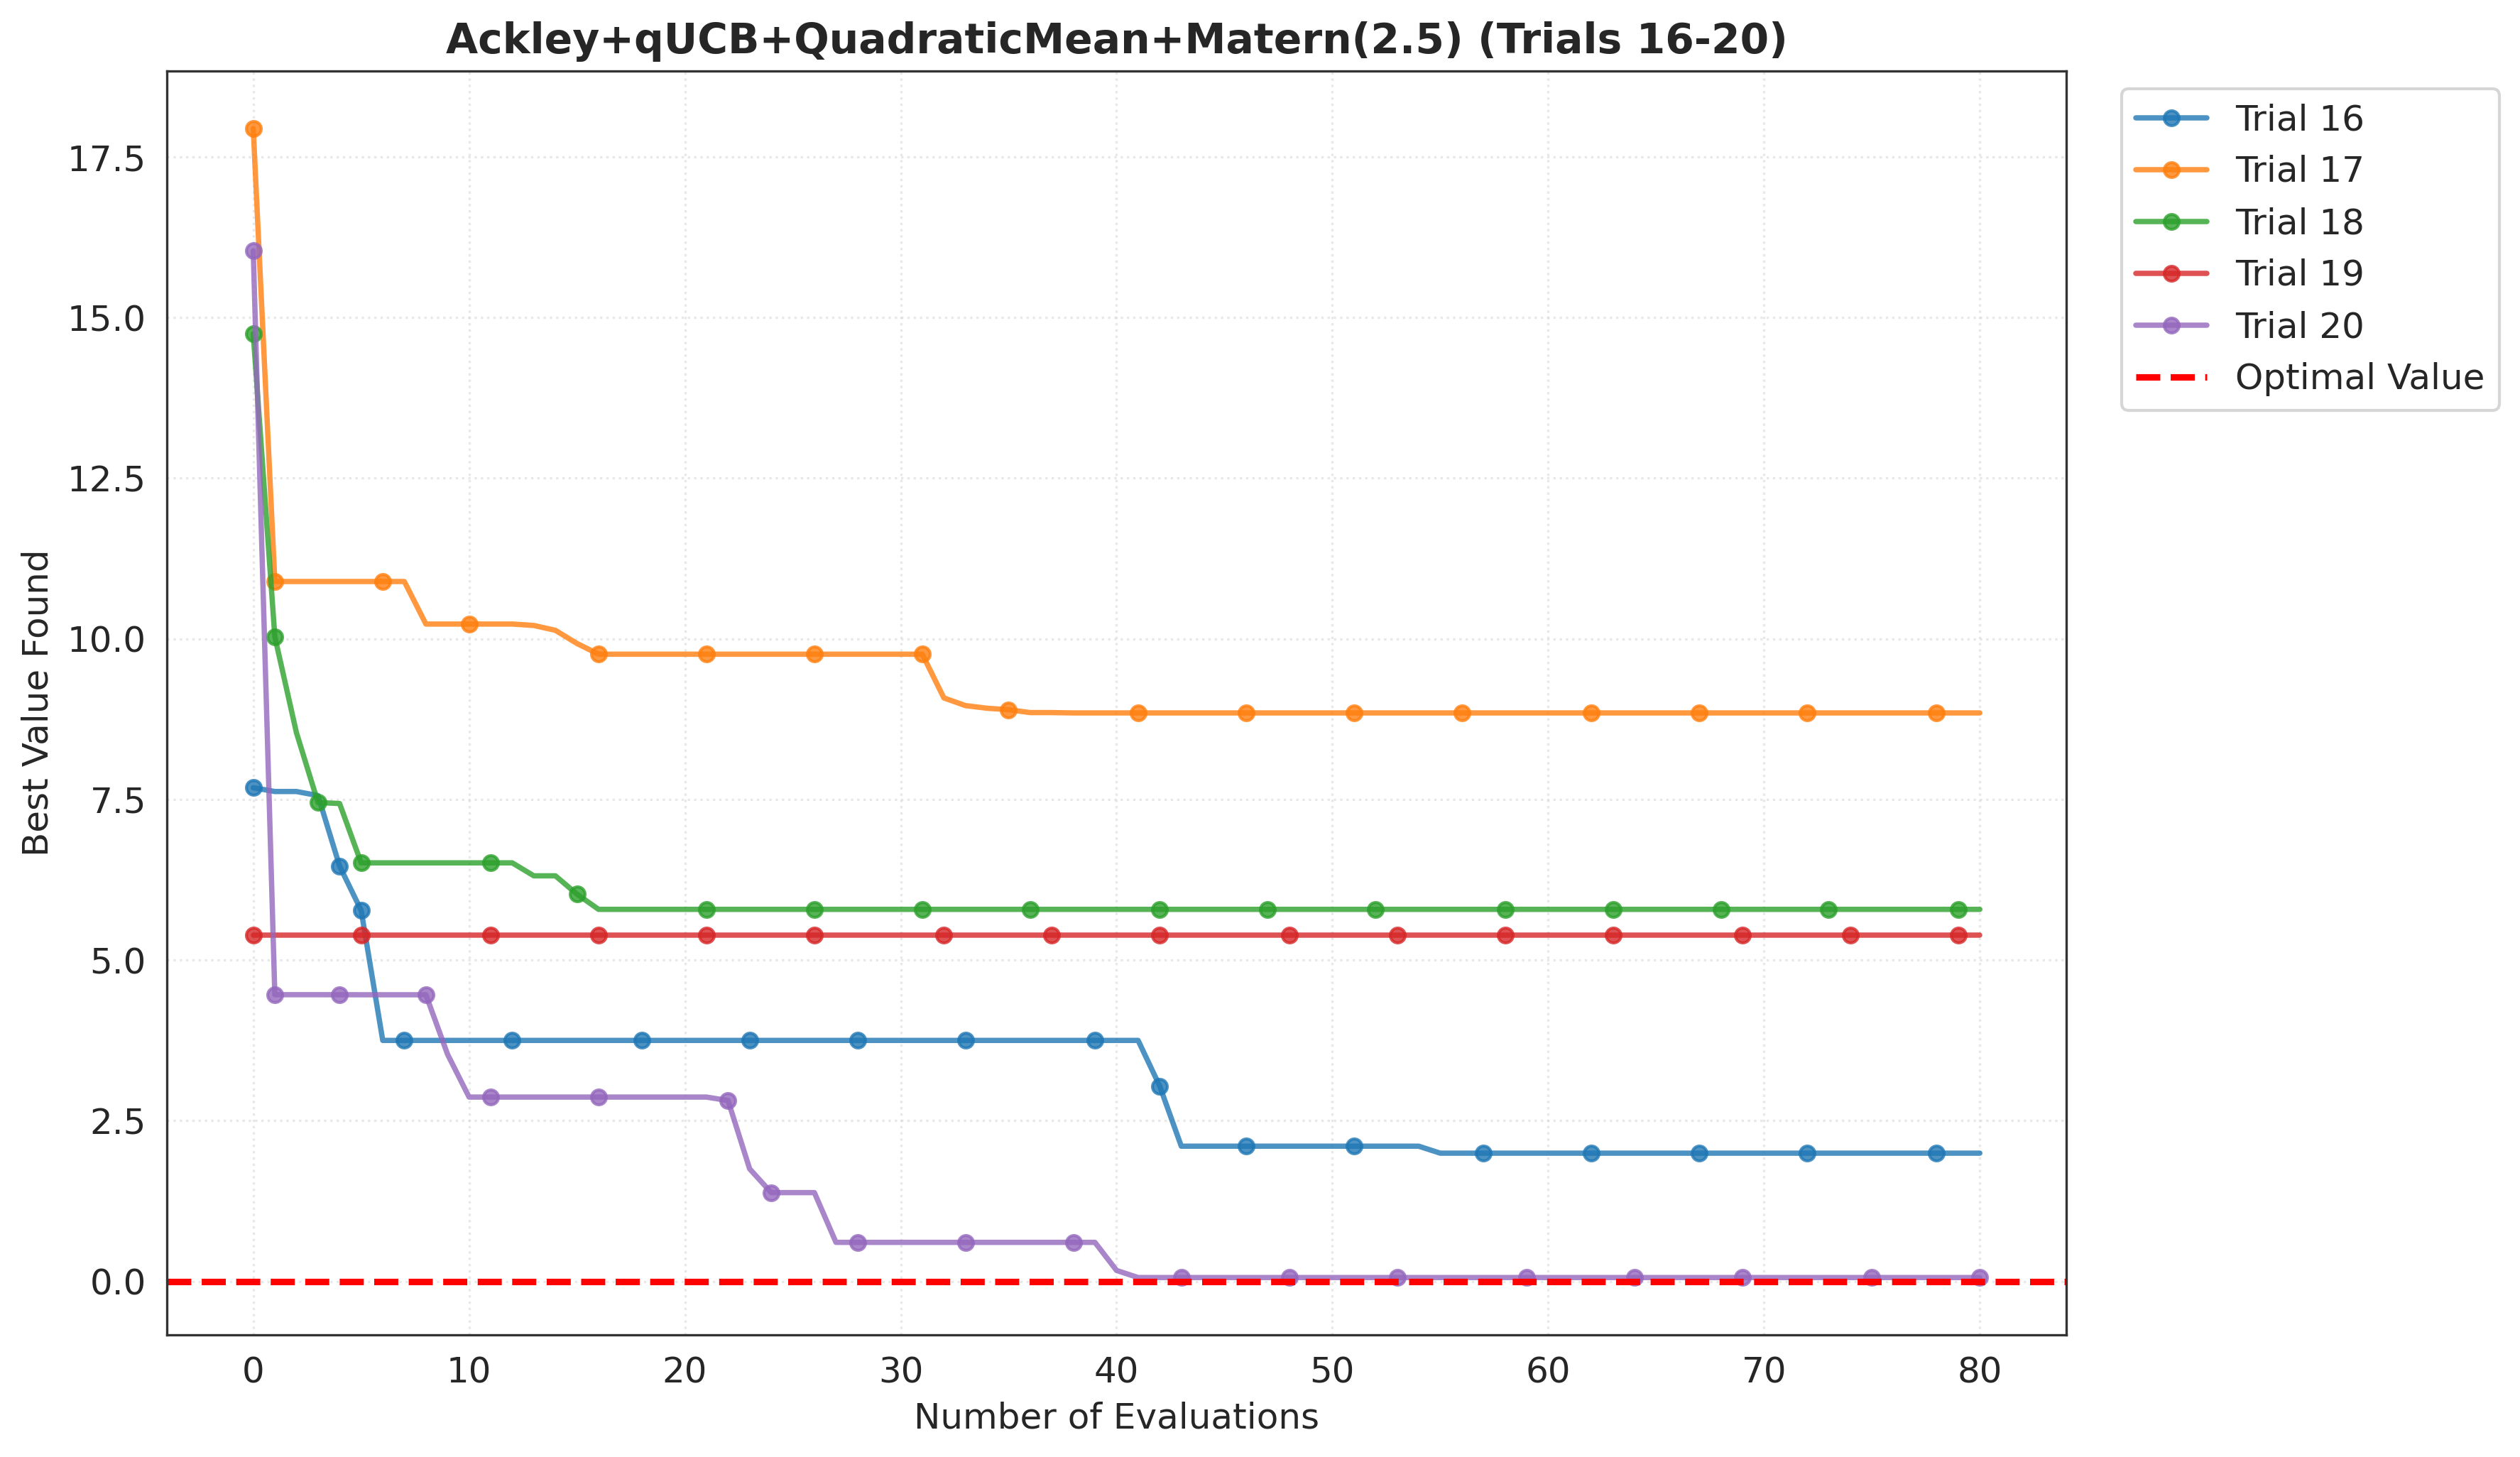 Ackley+qUCB+QuadraticMean+Matern(2.5) (Trials 16-20)
Best Value Found
17.5
15.0
12.5
10.0
7.5
5.0
2.5
0.0
0 10 20 30 40 50 60 70 80
Number of Evaluations
Trial 16
Trial 17
Trial 18
Trial 19
Trial 20
Optimal Value